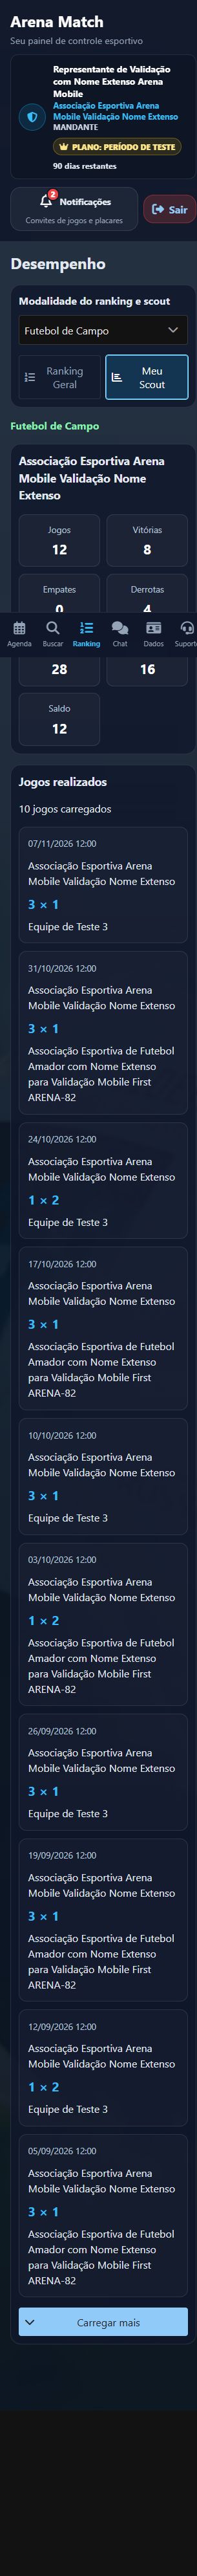 Arena Match
Seu painel de controle esportivo
Representante de Validação
com Nome Extenso Arena
Mobile
Associação Esportiva Arena
Mobile Validação Nome Extenso
MANDANTE
PLANO: PERÍODO DE TESTE
90 dias restantes
2
Notificações
Convites de jogos e placares
Sair
Desempenho
Modalidade do ranking e scout
Futebol de Campo
Ranking
Geral
Meu
Scout
Futebol de Campo
Associação Esportiva Arena
Mobile Validação Nome
Extenso
Jogos
12
Vitórias
8
Empates
0
Derrotas
4
Agenda
Buscar
Ranking
Chat
Dados
Suporte
28
16
Saldo
12
Jogos realizados
10 jogos carregados
07/11/2026 12:00
Associação Esportiva Arena
Mobile Validação Nome Extenso
3 × 1
Equipe de Teste 3
31/10/2026 12:00
Associação Esportiva Arena
Mobile Validação Nome Extenso
3 × 1
Associação Esportiva de Futebol
Amador com Nome Extenso
para Validação Mobile First
ARENA-82
24/10/2026 12:00
Associação Esportiva Arena
Mobile Validação Nome Extenso
1 × 2
Equipe de Teste 3
17/10/2026 12:00
Associação Esportiva Arena
Mobile Validação Nome Extenso
3 × 1
Associação Esportiva de Futebol
Amador com Nome Extenso
para Validação Mobile First
ARENA-82
10/10/2026 12:00
Associação Esportiva Arena
Mobile Validação Nome Extenso
3 × 1
Equipe de Teste 3
03/10/2026 12:00
Associação Esportiva Arena
Mobile Validação Nome Extenso
1 × 2
Associação Esportiva de Futebol
Amador com Nome Extenso
para Validação Mobile First
ARENA-82
26/09/2026 12:00
Associação Esportiva Arena
Mobile Validação Nome Extenso
3 × 1
Equipe de Teste 3
19/09/2026 12:00
Associação Esportiva Arena
Mobile Validação Nome Extenso
3 × 1
Associação Esportiva de Futebol
Amador com Nome Extenso
para Validação Mobile First
ARENA-82
12/09/2026 12:00
Associação Esportiva Arena
Mobile Validação Nome Extenso
1 × 2
Equipe de Teste 3
05/09/2026 12:00
Associação Esportiva Arena
Mobile Validação Nome Extenso
3 × 1
Associação Esportiva de Futebol
Amador com Nome Extenso
para Validação Mobile First
ARENA-82
Carregar mais